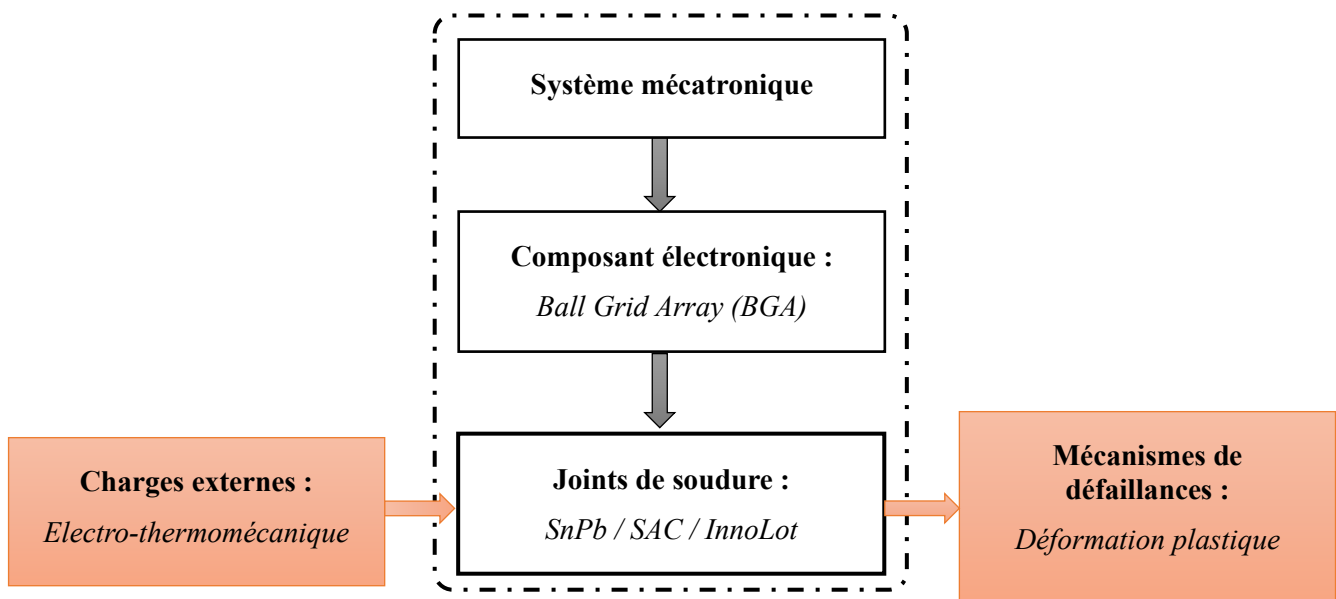 Système mécatronique
Composant électronique :
Ball Grid Array (BGA)
Charges externes :
Electro-thermomécanique
Joints de soudure :
SnPb / SAC / InnoLot
Mécanismes de
défaillances :
Déformation plastique